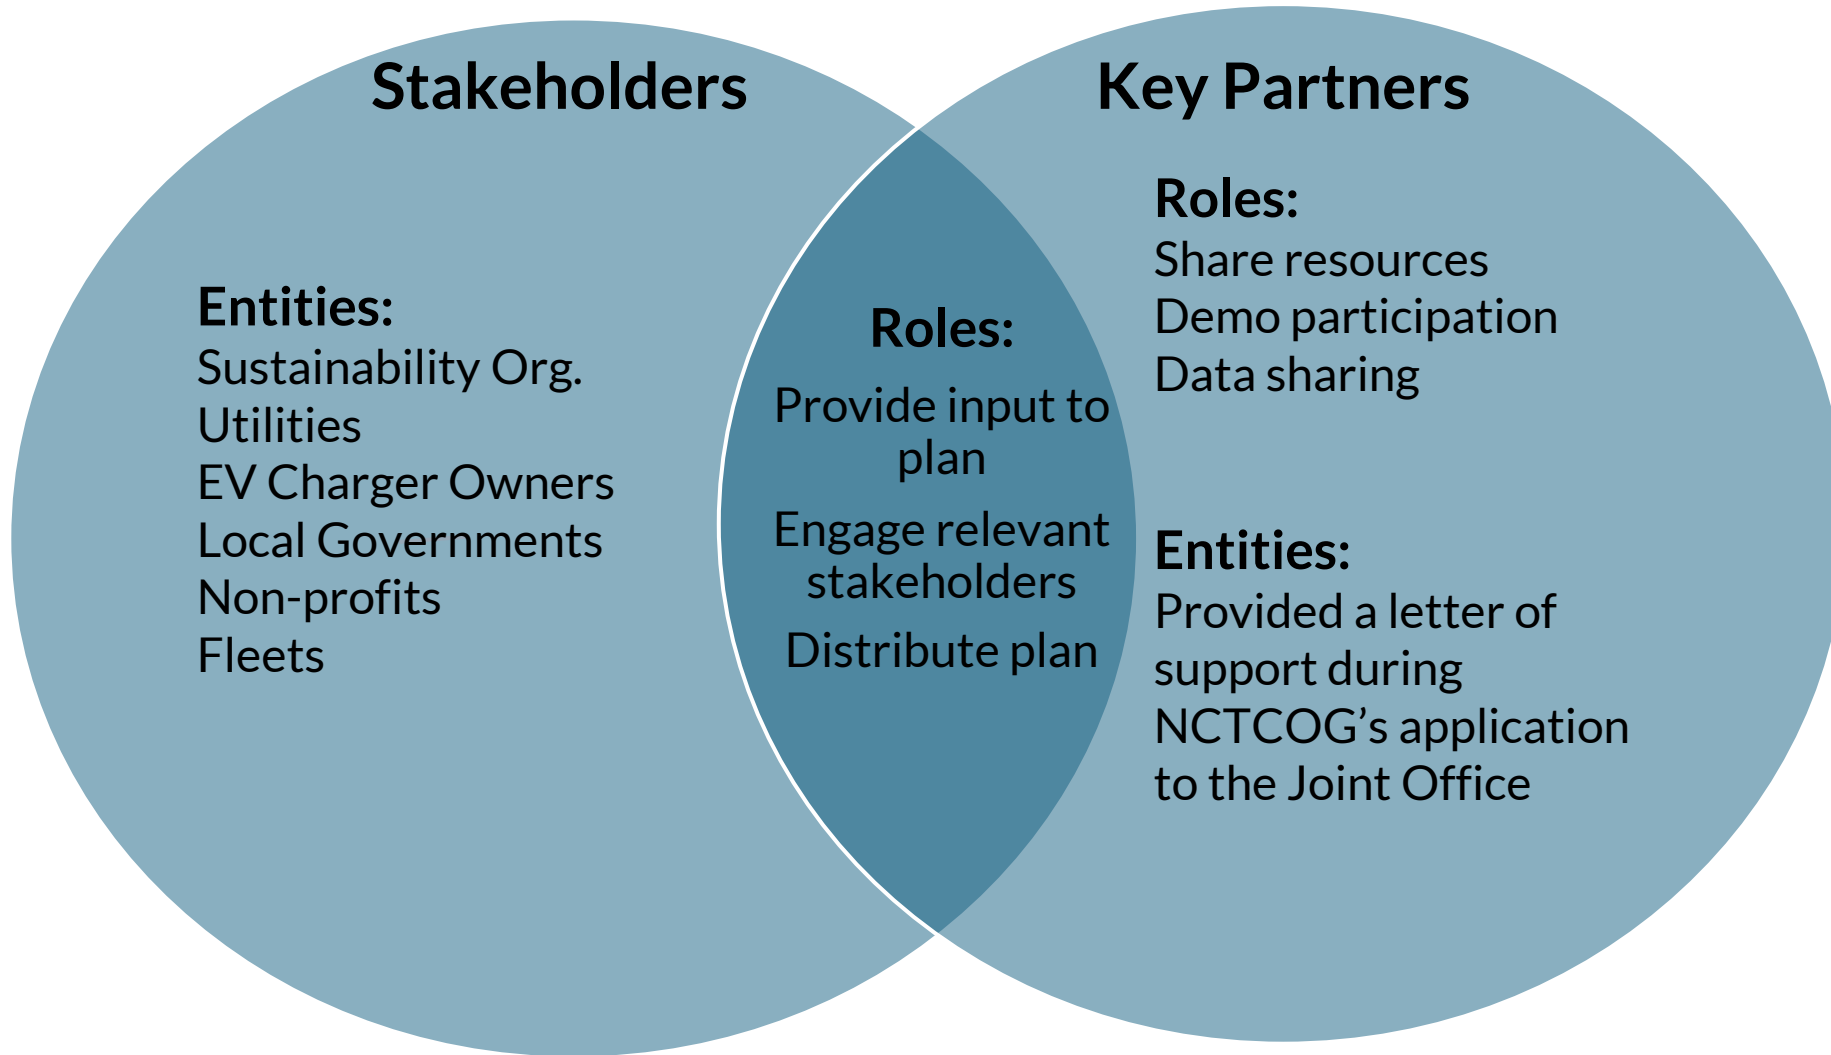 Stakeholders
Entities:
Sustainability Org.
Utilities
EV Charger Owners
Local Governments
Non-profits
Fleets
Roles:
Provide input to
plan
Engage relevant
stakeholders
Distribute plan
Key Partners
Roles:
Share resources
Demo participation
Data sharing
Entities:
Provided a letter of
support during
NCTCOG’s application
to the Joint Office